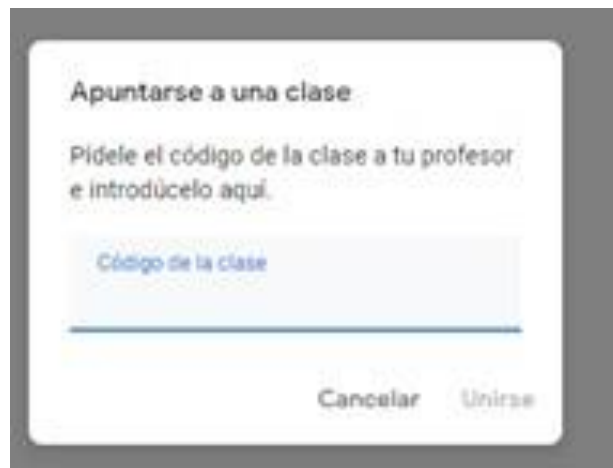 Apuntarse a una clase
Pídele el código de la clase a tu profesor
e introdúcelo aquí.
Código de la clase
Cancelar Unirse